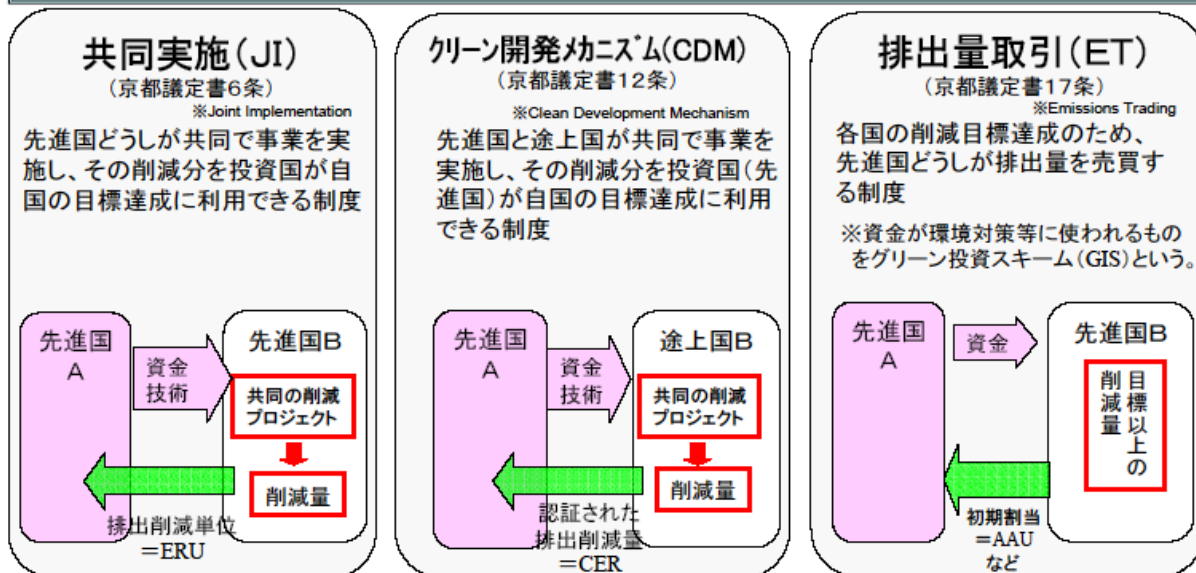 共同実施(JI)
(京都議定書6条)
※Joint Implementation
先進国どうしが共同で事業を実
施し、その削減分を投資国が自
国の目標達成に利用できる制度
先進国
A
資金
技術
先進国B
共同の削減
プロジェクト
削減量
排出削減単位
=ERU
クリーン開発メカニズム(CDM)
(京都議定書12条)
※Clean Development Mechanism
先進国と途上国が共同で事業を
実施し、その削減分を投資国(先
進国)が自国の目標達成に利用
できる制度
先進国
A
資金
技術
途上国B
共同の削減
プロジェクト
削減量
認証された
排出削減量
=CER
排出量取引(ET)
(京都議定書17条)
※Emissions Trading
各国の削減目標達成のため、
先進国どうしが排出量を売買す
る制度
※資金が環境対策等に使われるもの
をグリーン投資スキーム(GIS)という。
先進国
A
資金
先進国B
目標以上の
削減量
初期割当
=AAU
など